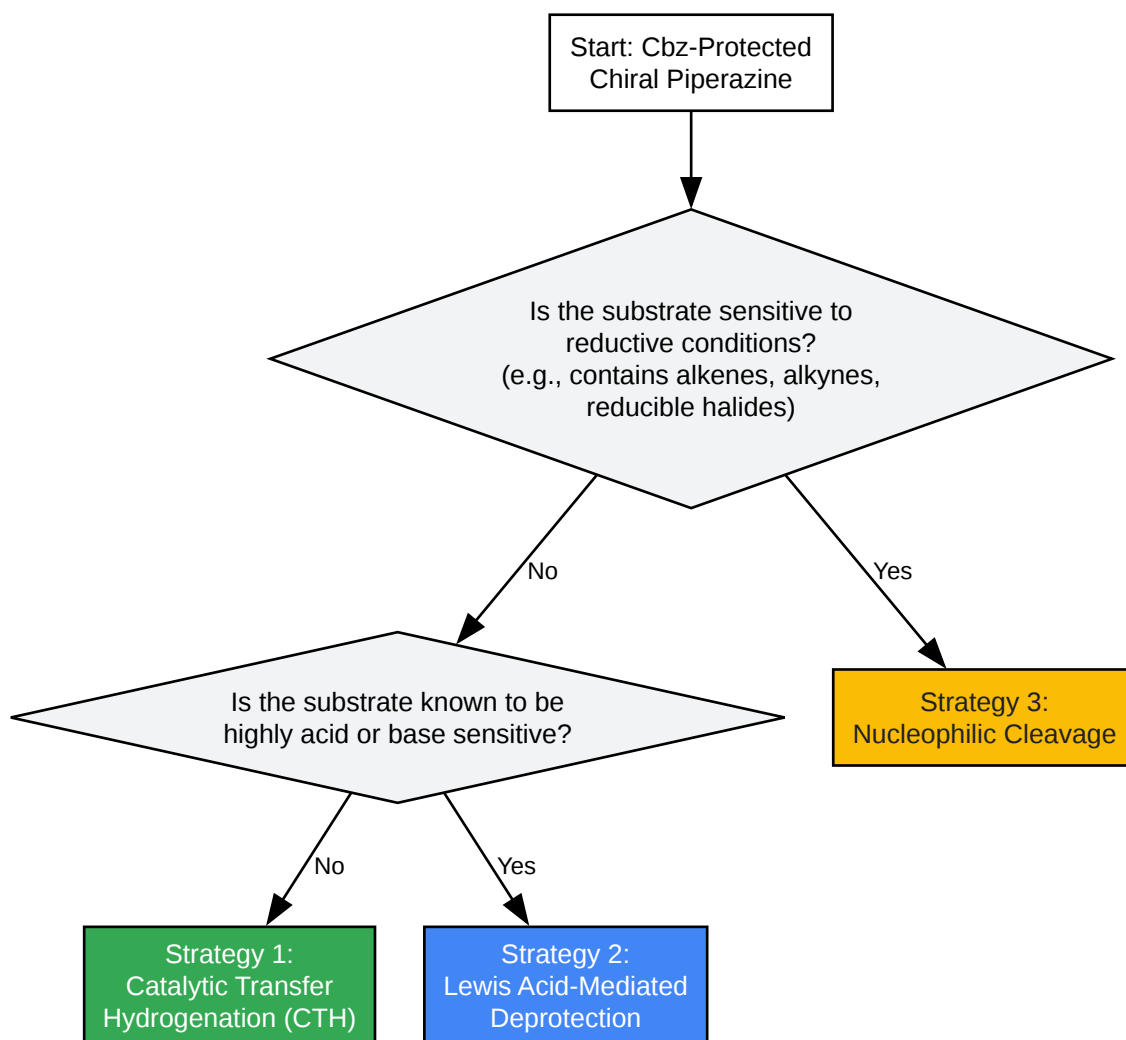 Start: Cbz-Protected
Chiral Piperazine
Is the substrate sensitive to
reductive conditions?
(e.g., contains alkenes, alkynes,
reducible halides)
No
Yes
Is the substrate known to be
highly acid or base sensitive?
Strategy 3:
Nucleophilic Cleavage
No
Yes
Strategy 1:
Catalytic Transfer
Hydrogenation (CTH)
Strategy 2:
Lewis Acid-Mediated
Deprotection